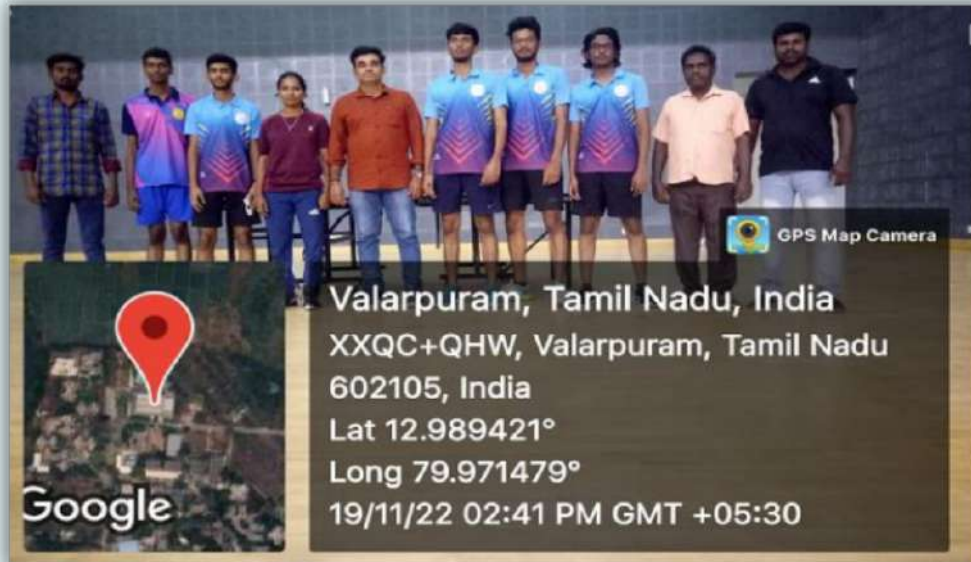 GPS Map Camera
Valarpuram, Tamil Nadu, India
XXQC+QHW, Valarpuram, Tamil Nadu
602105, India
Lat 12.989421°
Long 79.971479°
19/11/22 02:41 PM GMT +05:30
Google